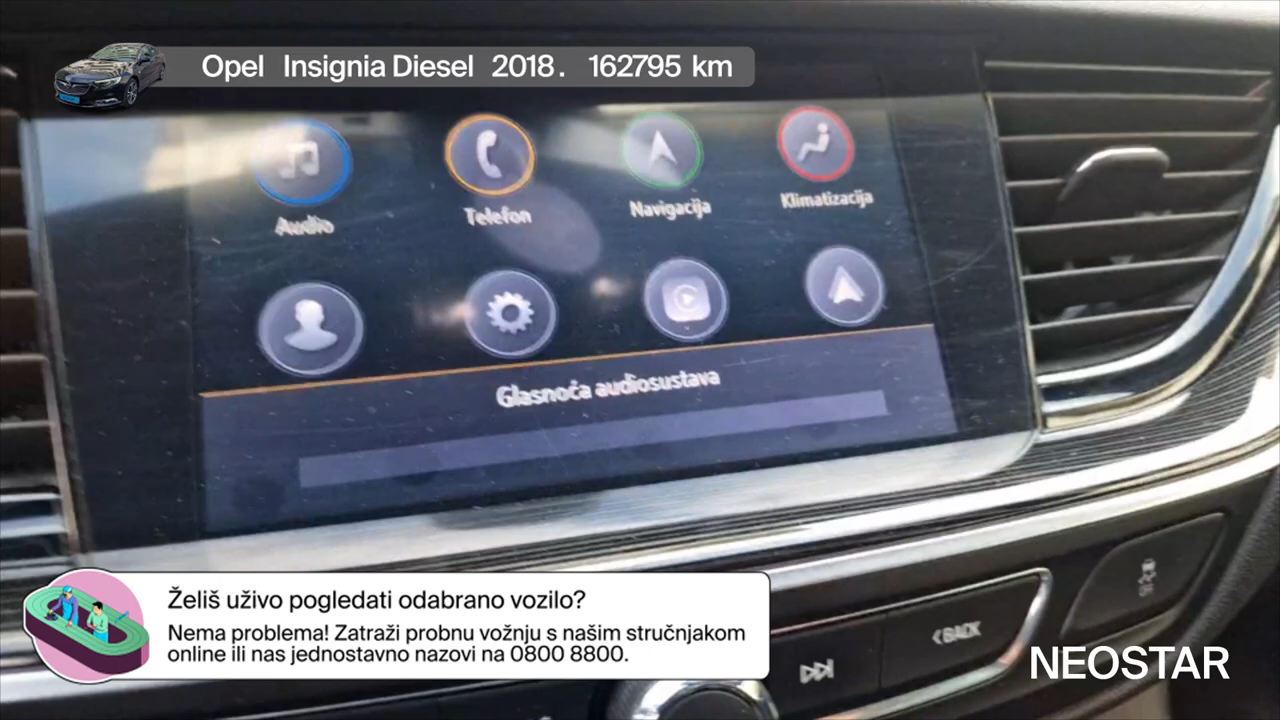 Opel Insignia Diesel 2018. 162795 km
Audio
Telefon
Navigacija
Klimatizacija
Glasnoća audiosustava
Želiš uživo pogledati odabrano vozilo?
Nema problema! Zatraži probnu vožnju s našim stručnjakom
online ili nas jednostavno nazovi na 0800 8800.
BACK
NEOSTAR